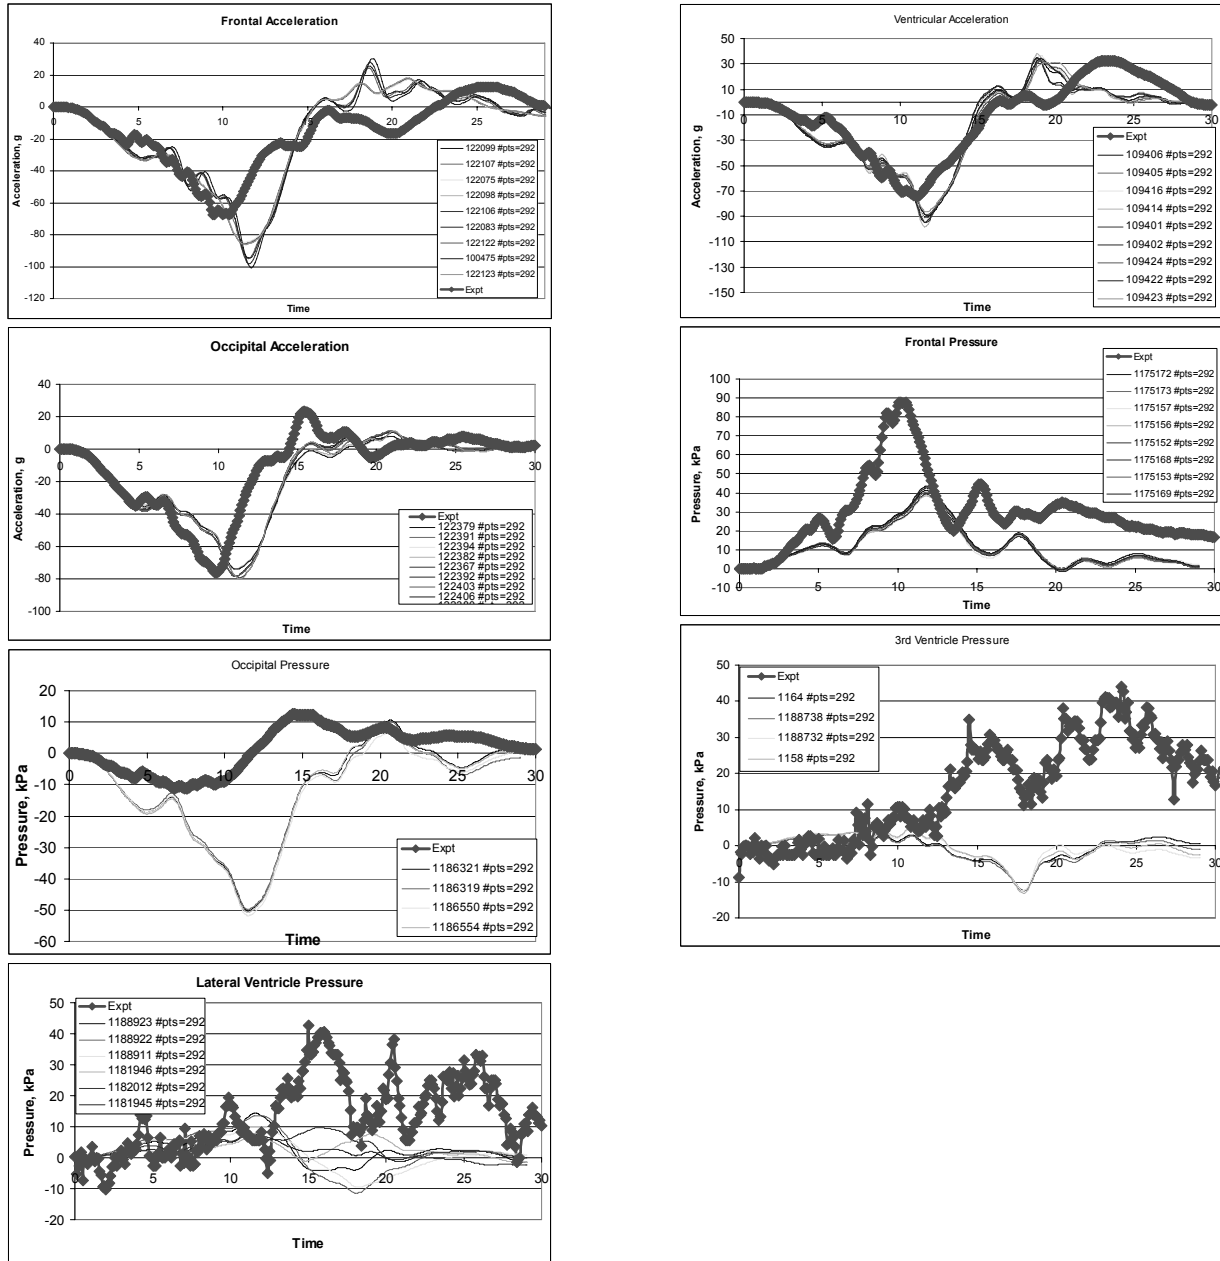 Frontal Acceleration
40
20
0
-20
-40
-60
-80
-100
-120
0
5
10
15
20
25
Acceleration, g
Time
122099 #pts=292
122107 #pts=292
122075 #pts=292
122098 #pts=292
122106 #pts=292
122083 #pts=292
122122 #pts=292
100475 #pts=292
122123 #pts=292
Expt
Ventricular Acceleration
50
30
10
-10
-30
-50
-70
-90
-110
-130
-150
0
5
10
15
20
25
30
Acceleration, g
Time
Expt
109406 #pts=292
109405 #pts=292
109416 #pts=292
109414 #pts=292
109401 #pts=292
109402 #pts=292
109424 #pts=292
109422 #pts=292
109423 #pts=292
Occipital Acceleration
40
20
0
-20
-40
-60
-80
-100
0
5
10
15
20
25
30
Acceleration, g
Time
Expt
122379 #pts=292
122391 #pts=292
122394 #pts=292
122382 #pts=292
122367 #pts=292
122392 #pts=292
122403 #pts=292
122406 #pts=292
Frontal Pressure
100
90
80
70
60
50
40
30
20
10
0
-10
0
5
10
15
20
25
30
Pressure, kPa
Time
Expt
1175172 #pts=292
1175173 #pts=292
1175157 #pts=292
1175156 #pts=292
1175152 #pts=292
1175168 #pts=292
1175153 #pts=292
1175169 #pts=292
Occipital Pressure
20
10
0
-10
-20
-30
-40
-50
-60
0
5
10
15
20
25
30
Pressure, kPa
Time
Expt
1186321 #pts=292
1186319 #pts=292
1186550 #pts=292
1186554 #pts=292
3rd Ventricle Pressure
50
40
30
20
10
0
-10
-20
0
5
10
15
20
25
30
Pressure, kPa
Time
Expt
1164 #pts=292
1188738 #pts=292
1188732 #pts=292
1158 #pts=292
Lateral Ventricle Pressure
50
40
30
20
10
0
-10
-20
0
5
10
15
20
25
30
Pressure, kPa
Time
Expt
1188923 #pts=292
1188922 #pts=292
1188911 #pts=292
1181946 #pts=292
1182012 #pts=292
1181945 #pts=292